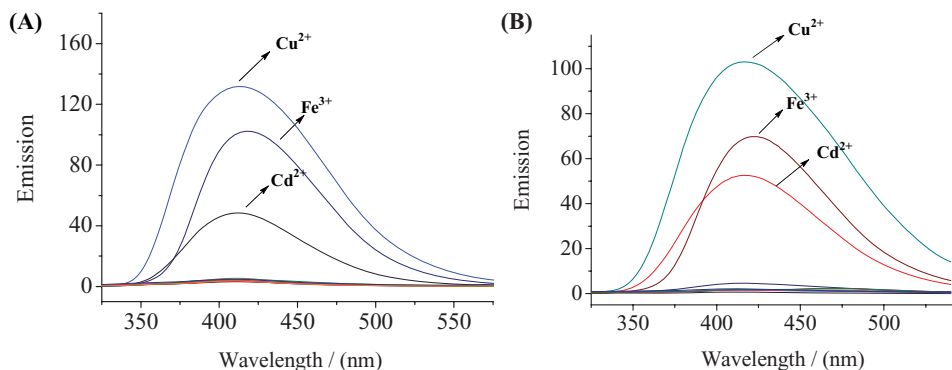 (A)
160
120
80
40
0
Emission
Cu²⁺
Fe³⁺
Cd²⁺
350 400 450 500 550
Wavelength / (nm)
(B)
100
80
60
40
20
0
Emission
Cu²⁺
Fe³⁺
Cd²⁺
350 400 450 500
Wavelength / (nm)